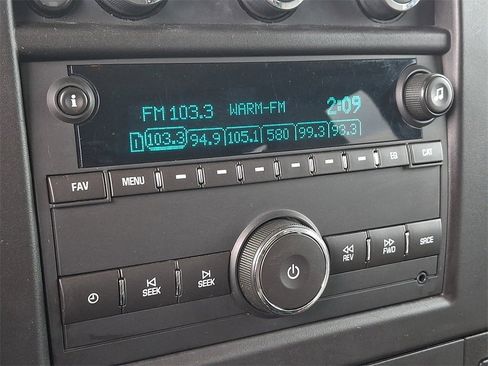 FM 103.3 WARM-FM 2:09
1 103.3 94.9 105.1 580 99.3 93.3
FAV MENU EQ CAT
SEEK SEEK REV FWD SRCE